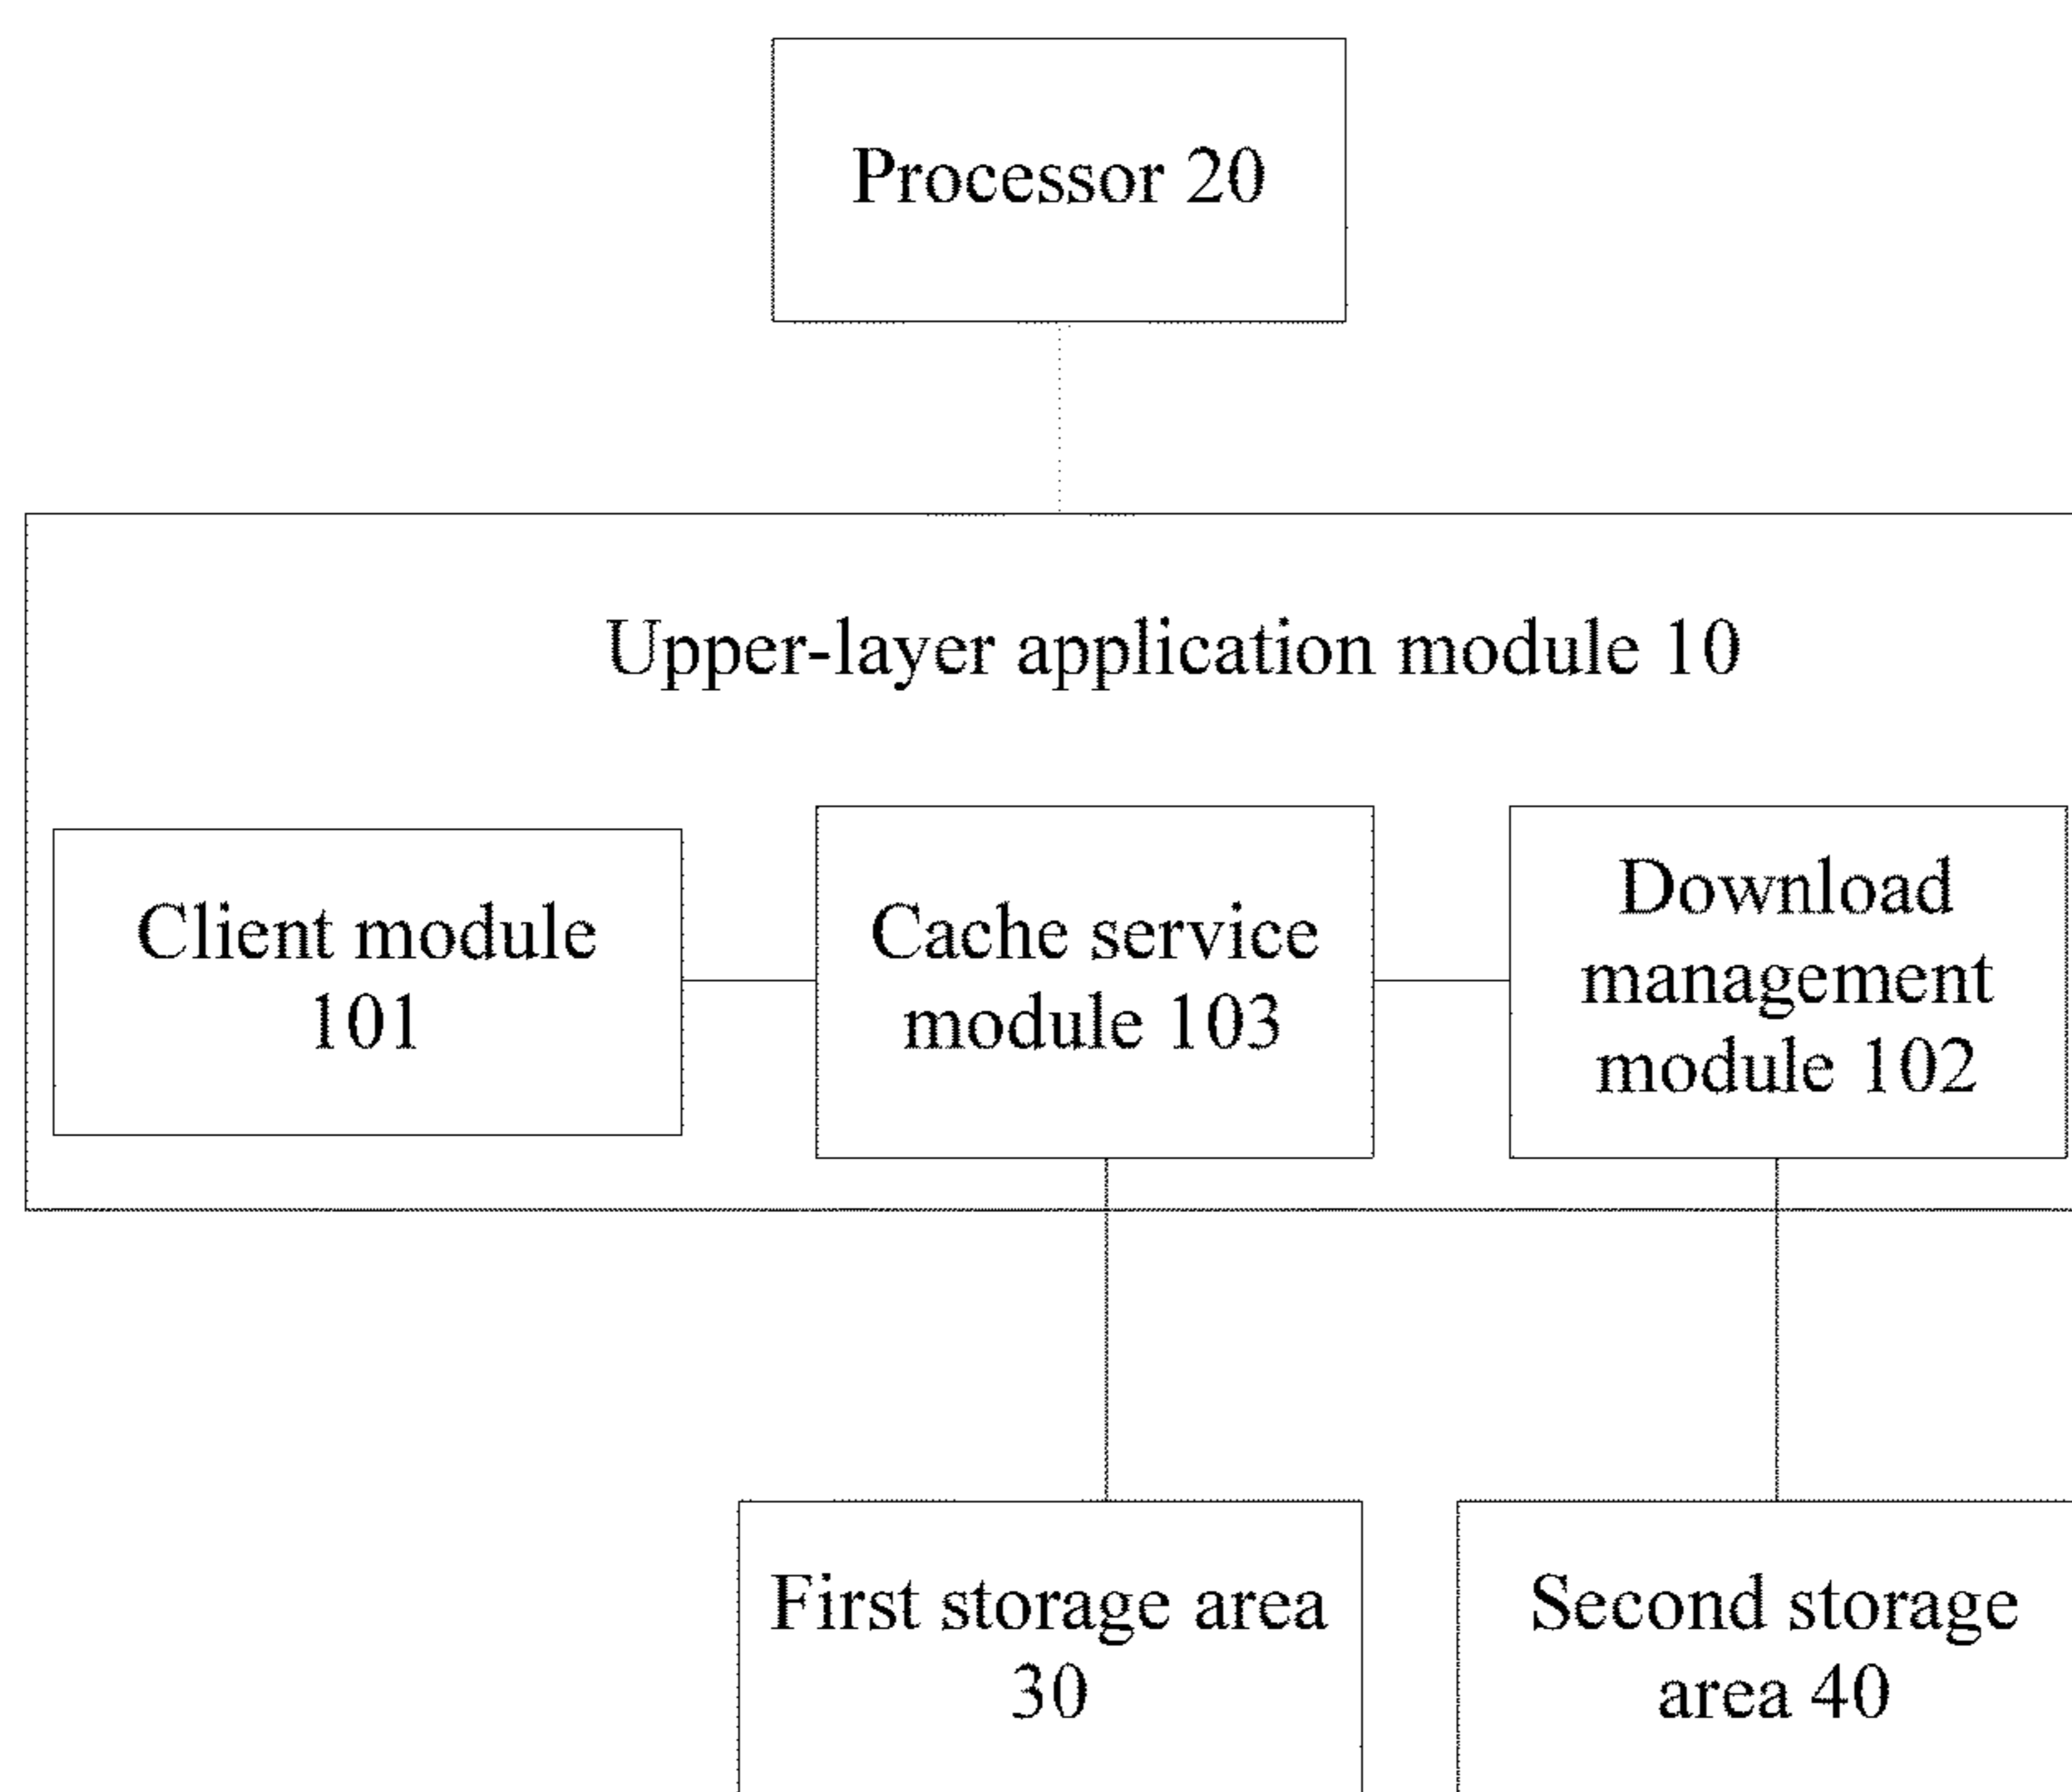 Processor 20
Upper-layer application module 10
Client module
101
Cache service
module 103
Download
management
module 102
First storage area
30
Second storage
area 40